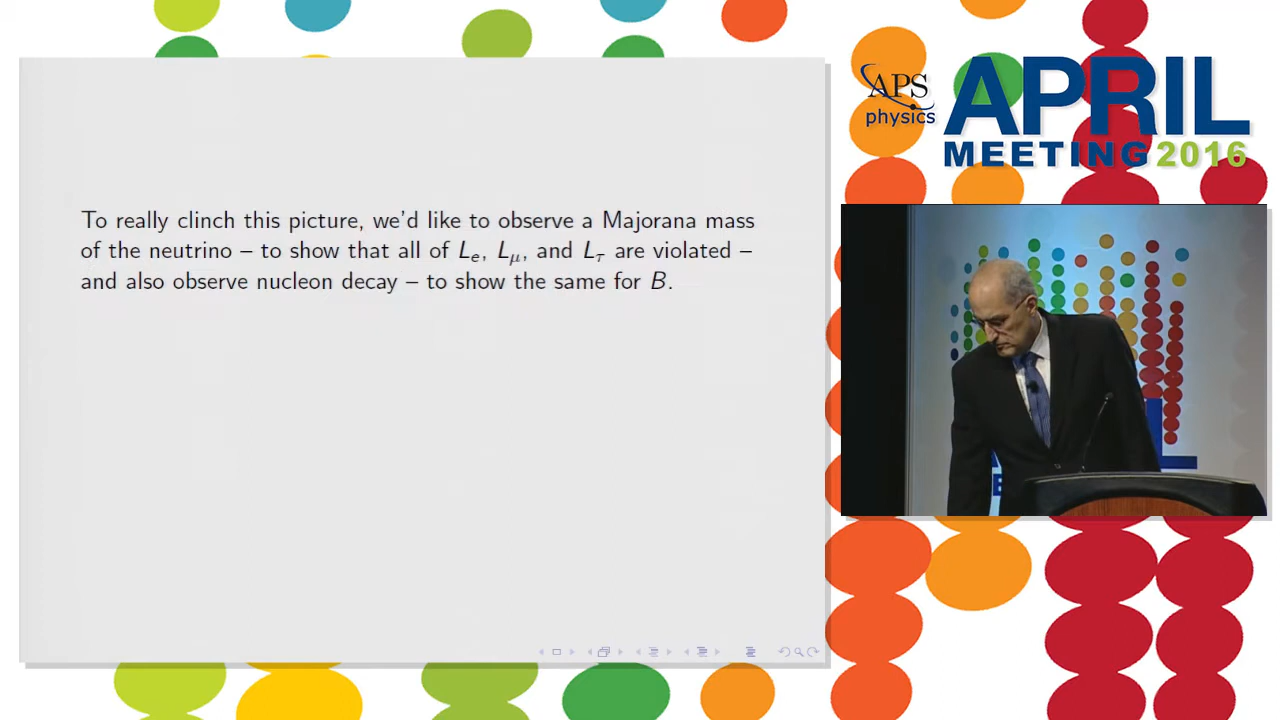 To really clinch this picture, we'd like to observe a Majorana mass
of the neutrino – to show that all of Lₑ, L_μ, and L_τ are violated –
and also observe nucleon decay – to show the same for B.
APS
physics
APRIL
MEETING 2016